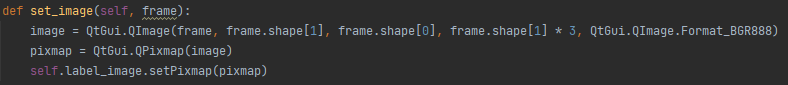 def set_image(self, frame):
    image = QtGui.QImage(frame, frame.shape[1], frame.shape[0], frame.shape[1] * 3, QtGui.QImage.Format_BGR888)
    pixmap = QtGui.QPixmap(image)
    self.label_image.setPixmap(pixmap)